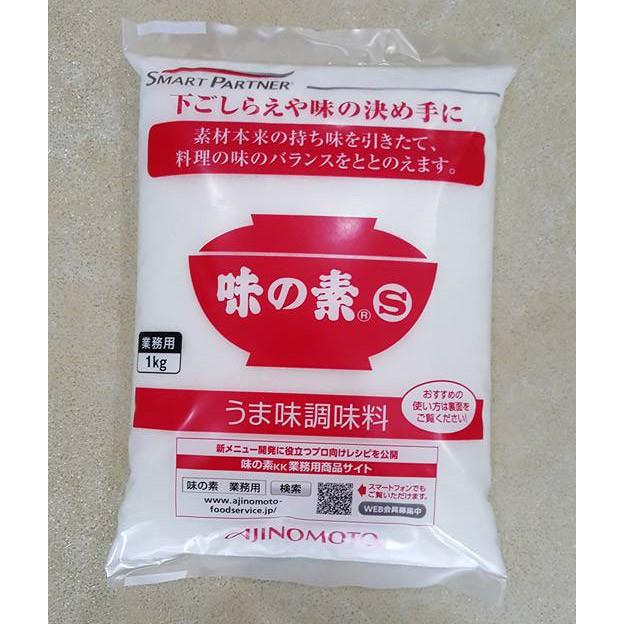 SMART PARTNER®
下ごしらえや味の決め手に
素材本来の持ち味を引きたて、
料理の味のバランスをととのえます。
味の素® S
業務用
1kg
うま味調味料
おすすめの
使い方は裏面を
ご覧ください!
新メニュー開発に役立つプロ向けレシピを公開
味の素KK業務用商品サイト
味の素 業務用 検索
www.ajinomoto-
foodservice.jp/
スマートフォンでも
ご覧いただけます。
WEB会員募集中
AJINOMOTO